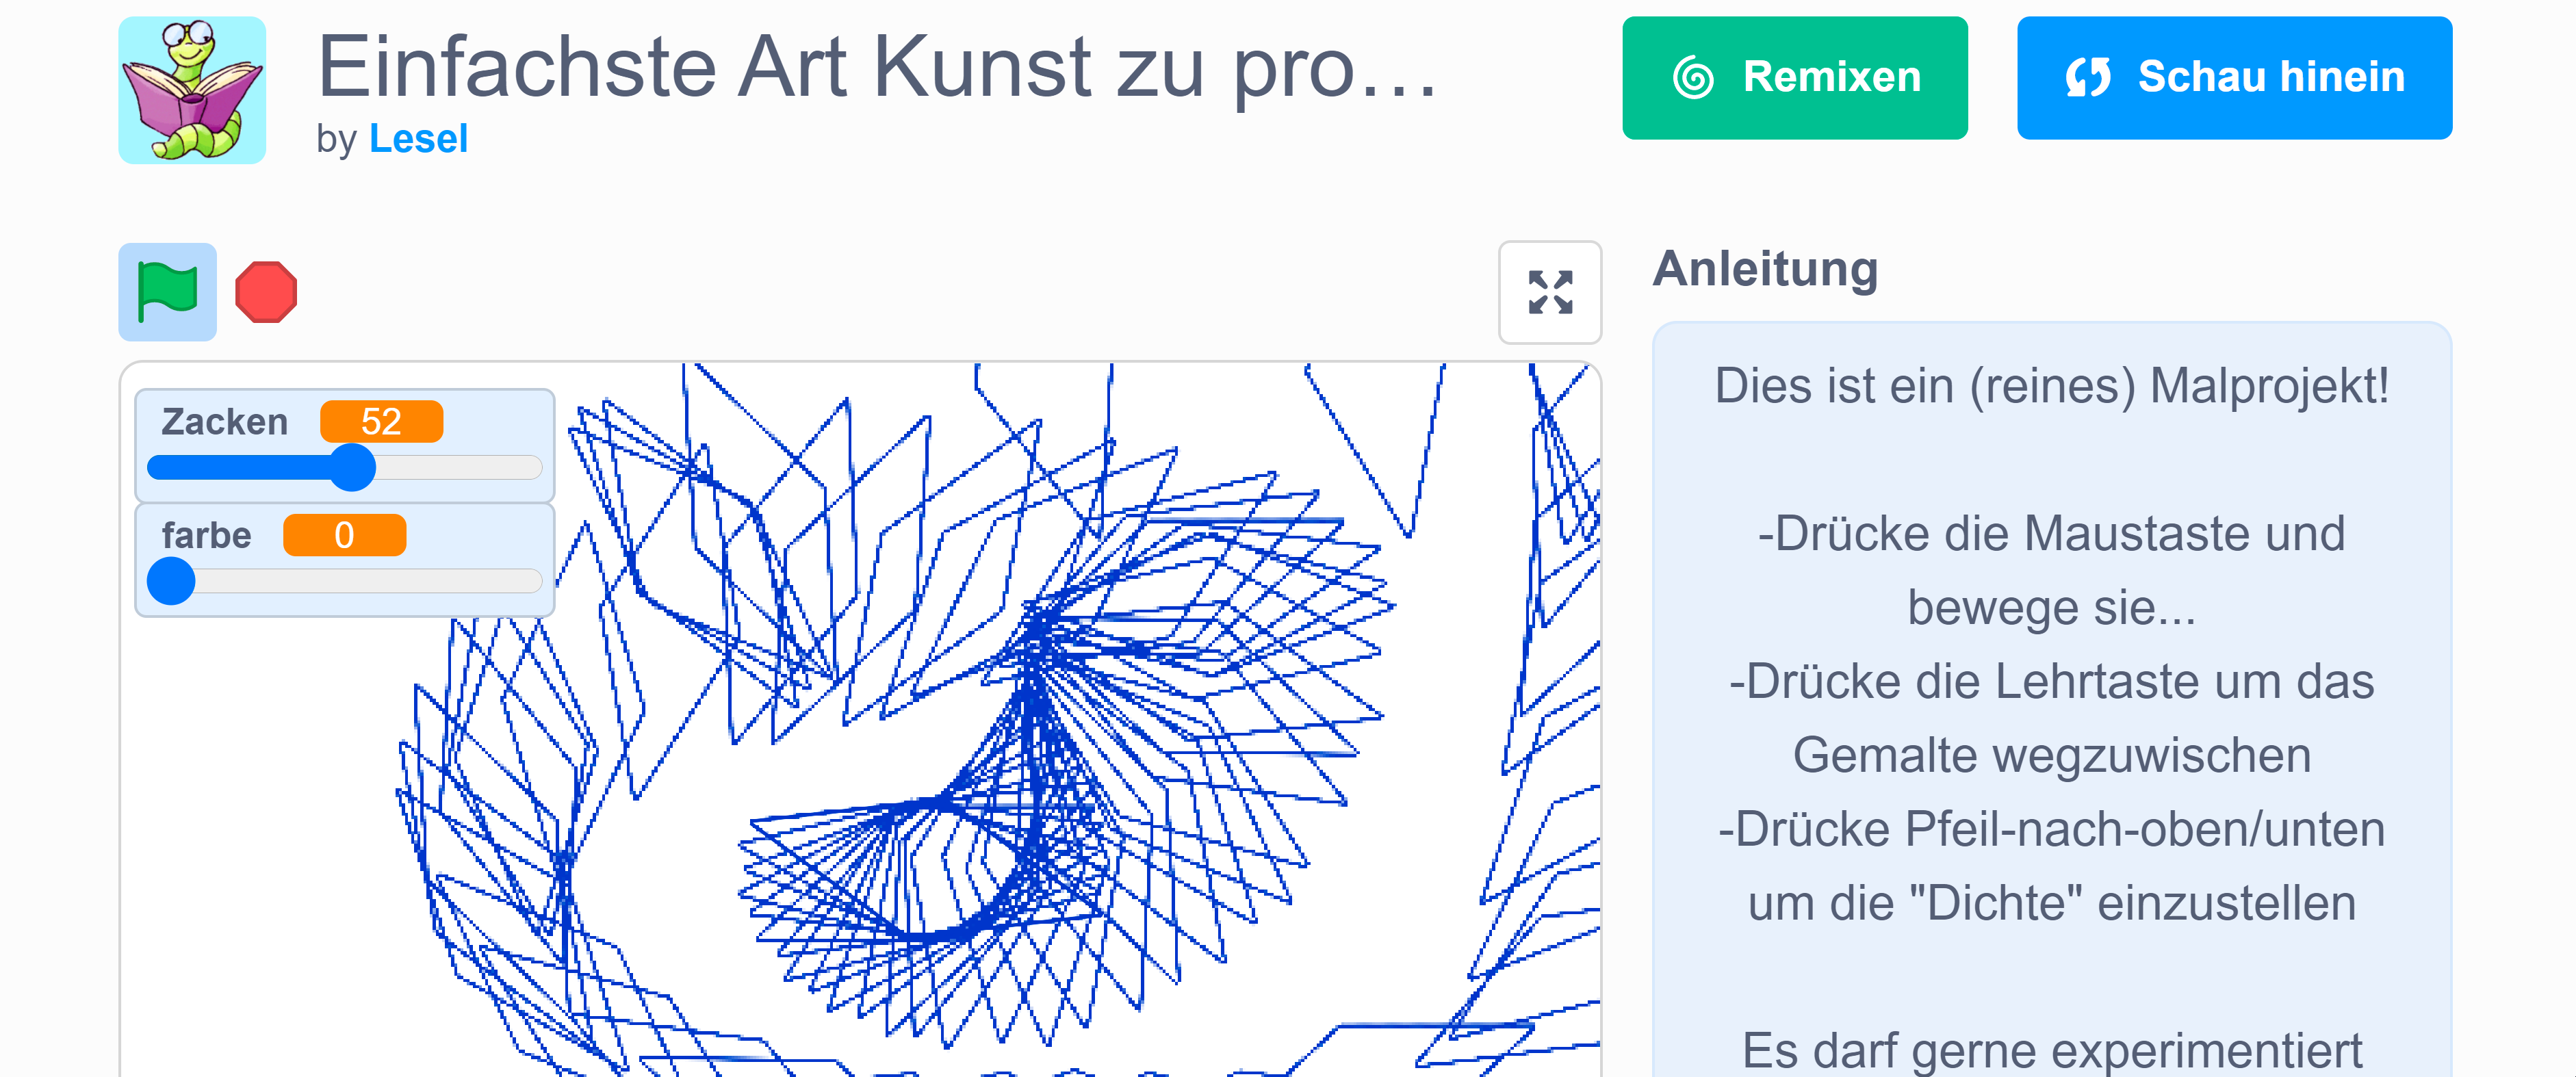 Einfachste Art Kunst zu pro...
by Lesel
Remixen
Schau hinein
Zacken 52
farbe 0
Anleitung
Dies ist ein (reines) Malprojekt!
-Drücke die Maustaste und
bewege sie...
-Drücke die Lehrtaste um das
Gemalte wegzuwischen
-Drücke Pfeil-nach-oben/unten
um die "Dichte" einzustellen
Es darf gerne experimentiert